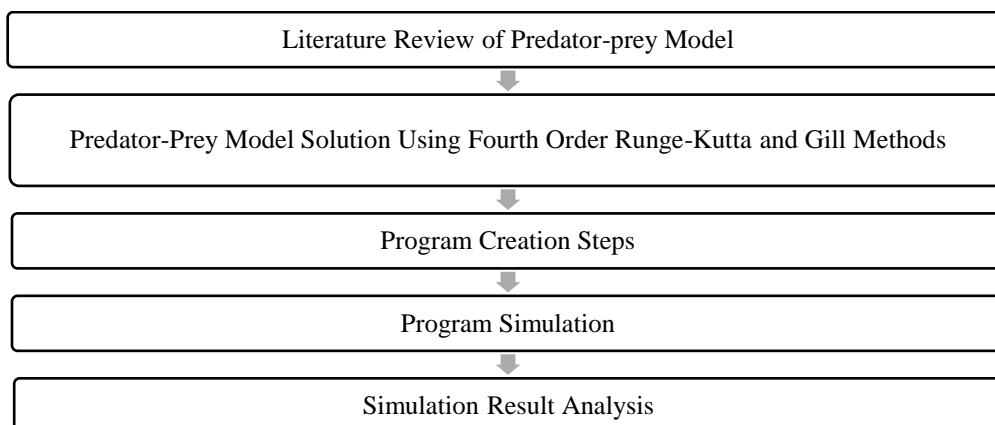 Literature Review of Predator-prey Model
Predator-Prey Model Solution Using Fourth Order Runge-Kutta and Gill Methods
Program Creation Steps
Program Simulation
Simulation Result Analysis